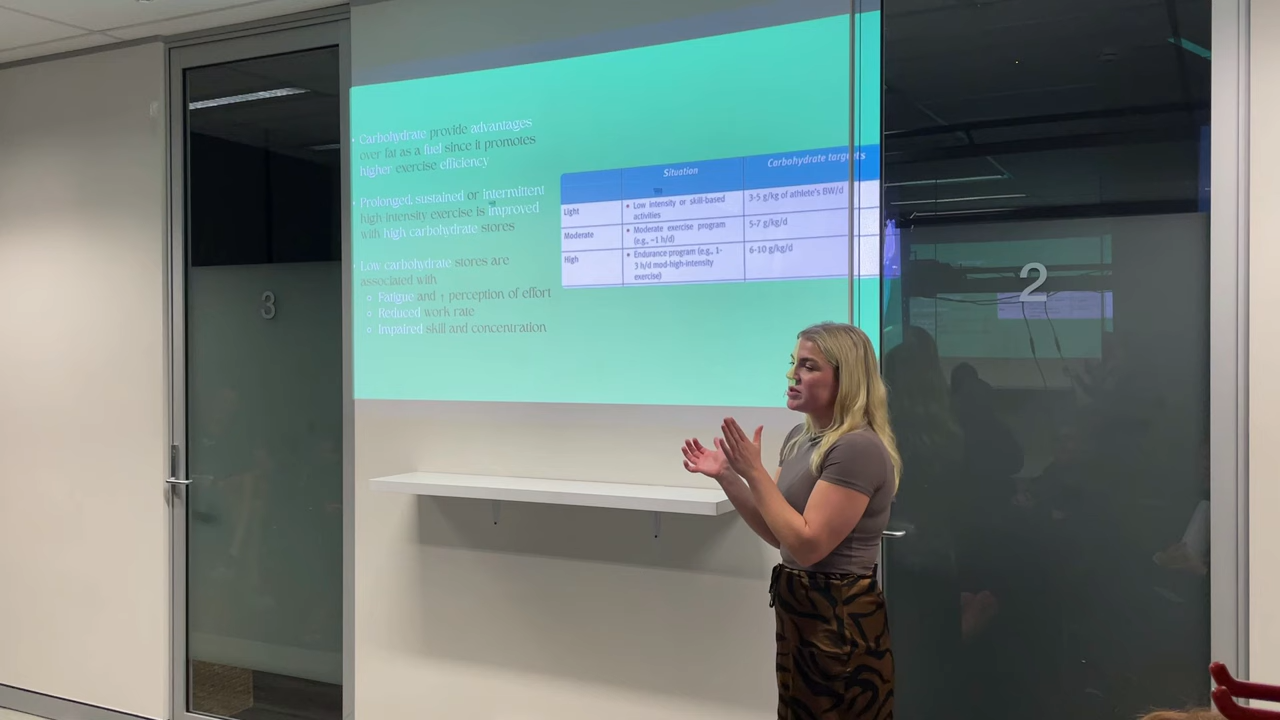 • Carbohydrate provide advantages
over fat as a fuel since it promotes
higher exercise efficiency
• Prolonged, sustained or intermittent
high intensity exercise is improved
with high carbohydrate stores
• Low carbohydrate stores are
associated with
Fatigue and ↑ perception of effort
Reduced work rate
Impaired skill and concentration
Situation Carbohydrate targets
Light • Low intensity or skill-based 3-5 g/kg of athlete's BW/d
activities
Moderate • Moderate exercise program 5-7 g/kg/d
(e.g., ~1 h/d)
High • Endurance program (e.g., 1- 6-10 g/kg/d
3 h/d mod-high-intensity
exercise)
3
2